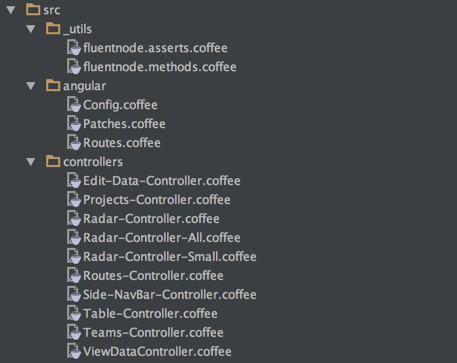 src
_utils
fluentnode.asserts.coffee
fluentnode.methods.coffee
angular
Config.coffee
Patches.coffee
Routes.coffee
controllers
Edit-Data-Controller.coffee
Projects-Controller.coffee
Radar-Controller.coffee
Radar-Controller-All.coffee
Radar-Controller-Small.coffee
Routes-Controller.coffee
Side-NavBar-Controller.coffee
Table-Controller.coffee
Teams-Controller.coffee
ViewDataController.coffee